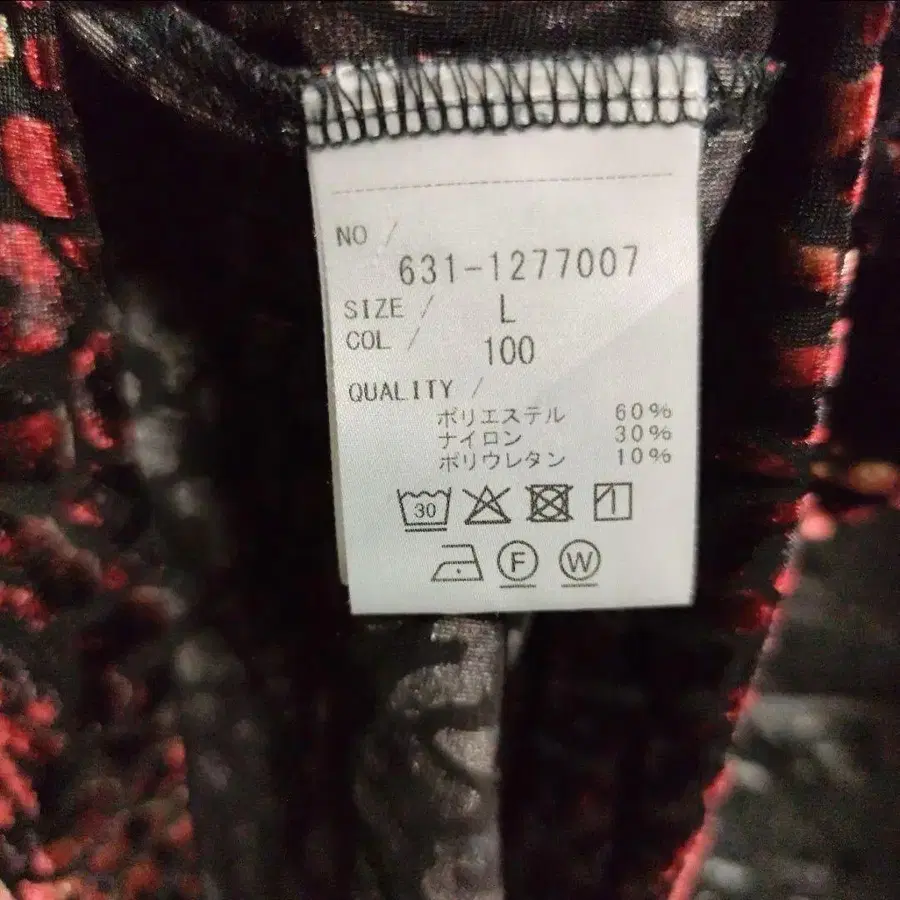 NO /
631-1277007
SIZE / L
COL / 100
QUALITY /
ポリエステル 60%
ナイロン 30%
ポリウレタン 10%
30
F W